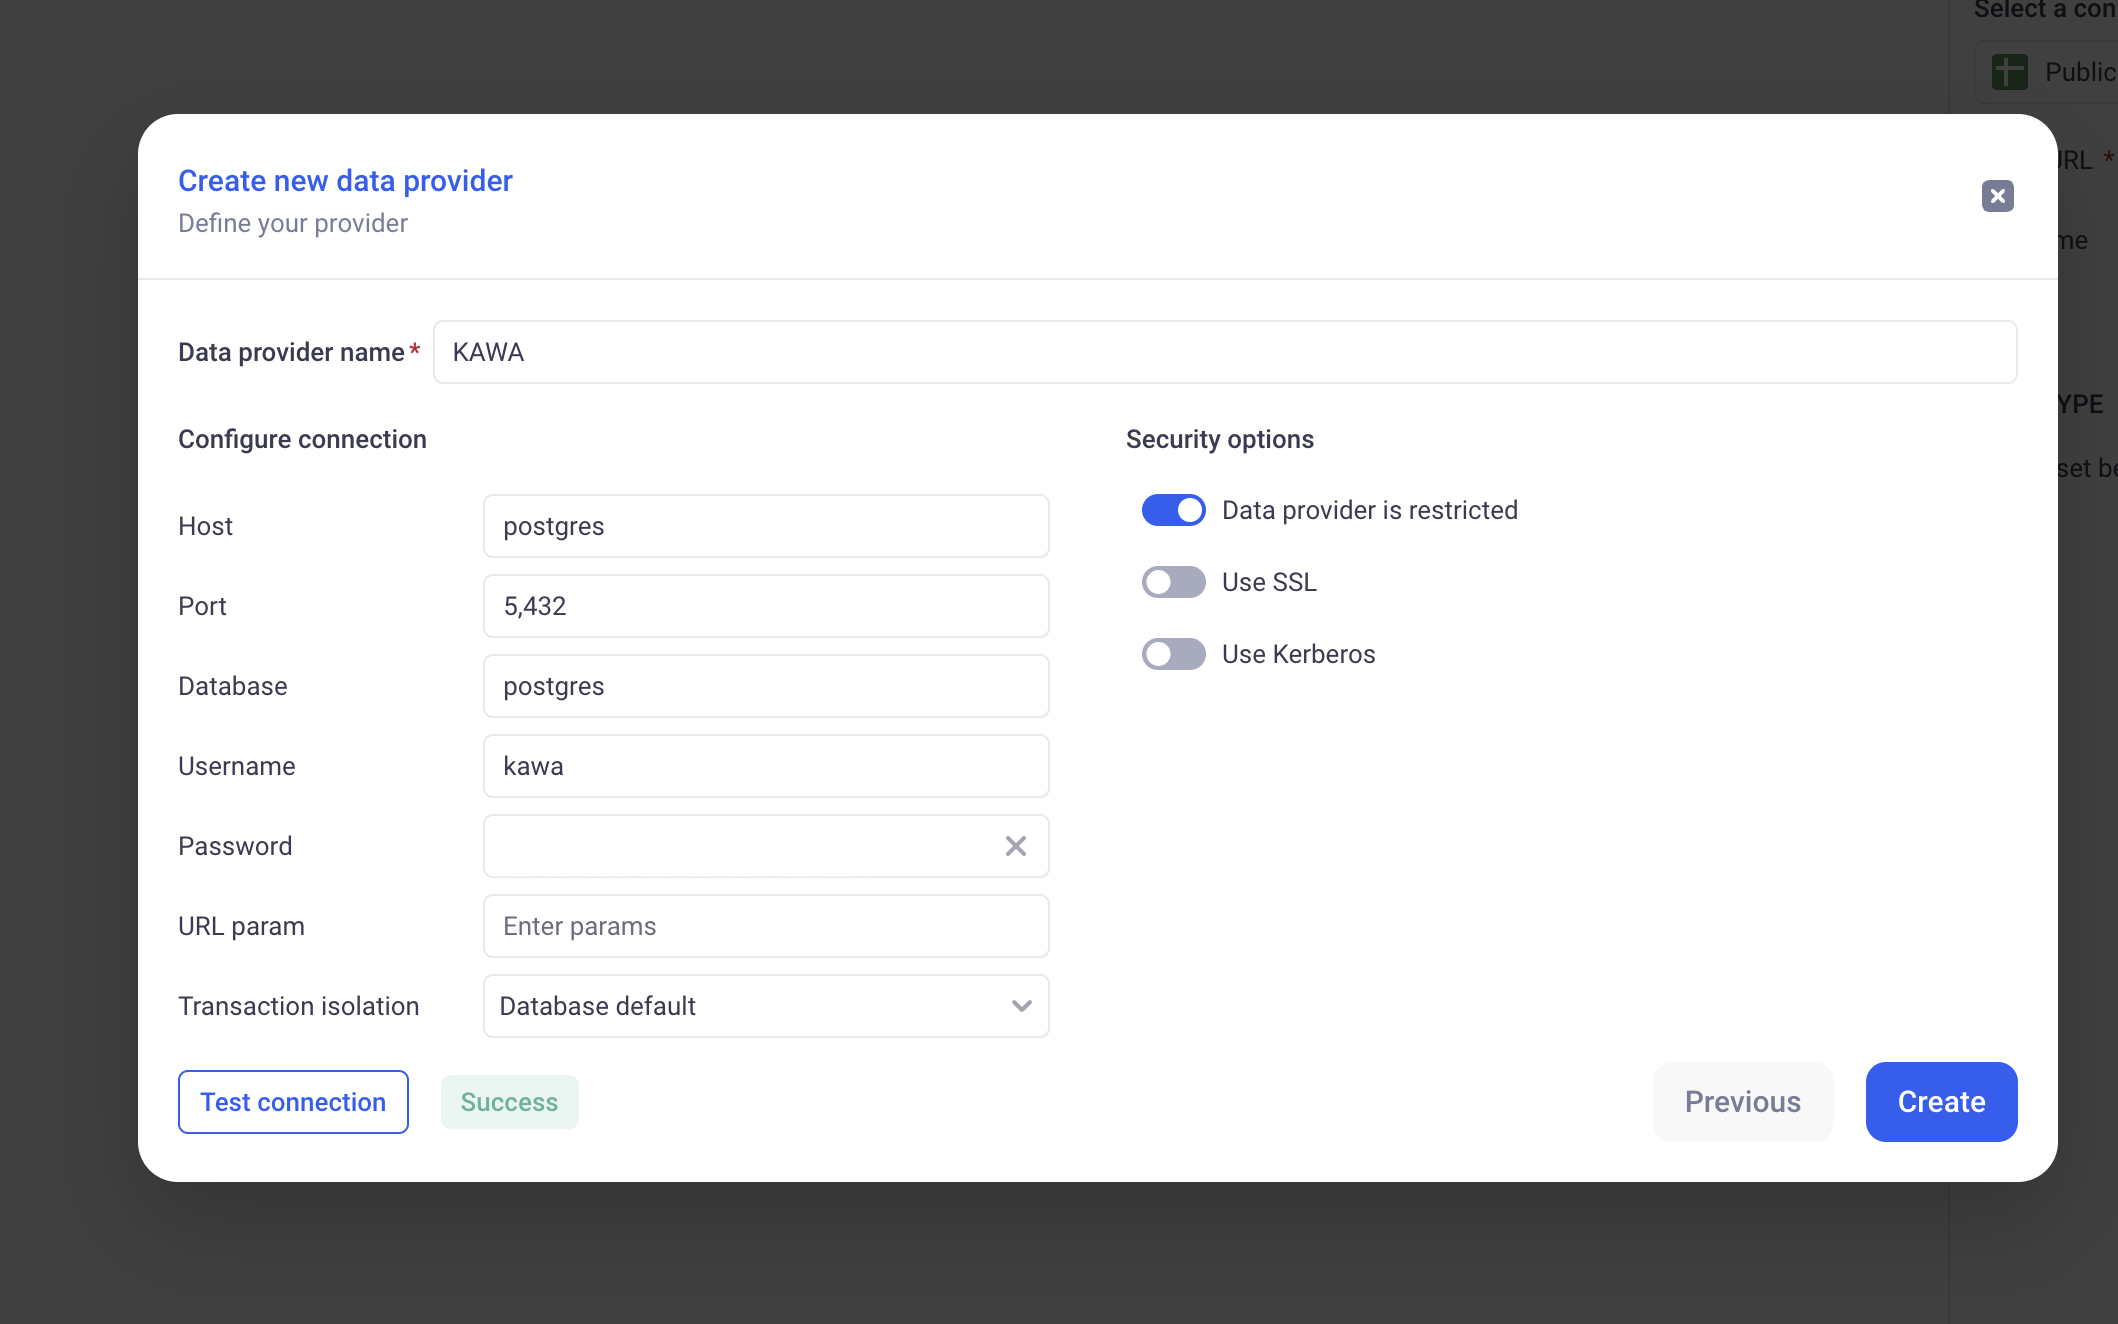 Select a con
Public
URL *
me
YPE
set be
Create new data provider
Define your provider
Data provider name *
KAWA
Configure connection
Host
postgres
Port
5,432
Database
postgres
Username
kawa
Password
URL param
Enter params
Transaction isolation
Database default
Security options
Data provider is restricted
Use SSL
Use Kerberos
Test connection
Success
Previous
Create